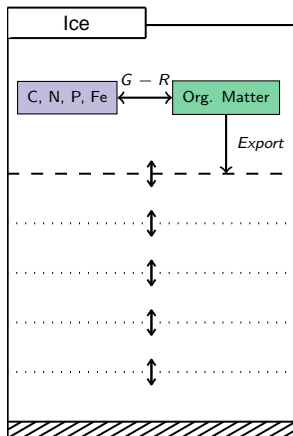 Ice
G − R
C, N, P, Fe
Org. Matter
Export